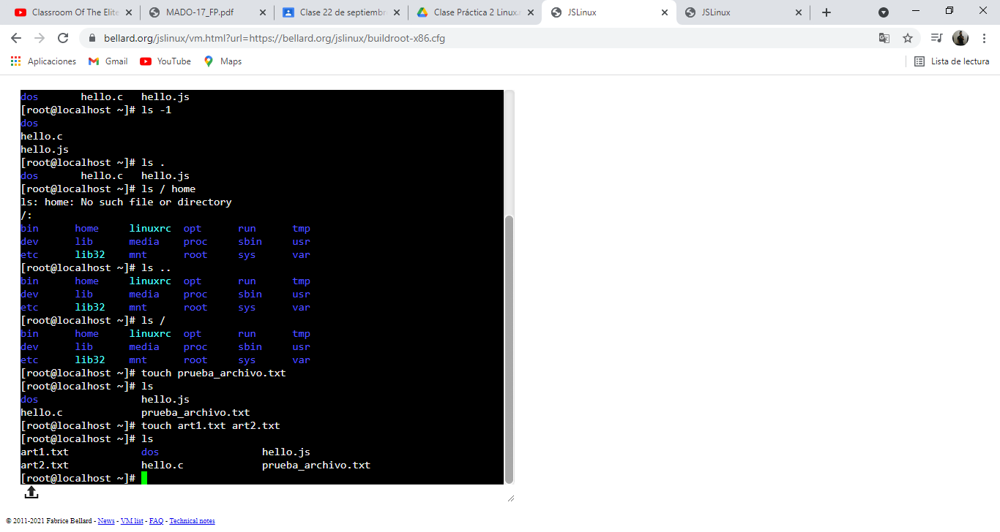 Classroom Of The Elite
MADO-17_FP.pdf
Clase 22 de septiembre
Clase Práctica 2 Linux.
JSLinux
JSLinux
bellard.org/jslinux/vm.html?url=https://bellard.org/jslinux/buildroot-x86.cfg
Aplicaciones Gmail YouTube Maps Lista de lectura
dos hello.c hello.js
[root@localhost ~]# ls -1
dos
hello.c
hello.js
[root@localhost ~]# ls .
dos hello.c hello.js
[root@localhost ~]# ls / home
ls: home: No such file or directory
/:
bin home linuxrc opt run tmp
dev lib media proc sbin usr
etc lib32 mnt root sys var
[root@localhost ~]# ls ..
bin home linuxrc opt run tmp
dev lib media proc sbin usr
etc lib32 mnt root sys var
[root@localhost ~]# ls /
bin home linuxrc opt run tmp
dev lib media proc sbin usr
etc lib32 mnt root sys var
[root@localhost ~]# touch prueba_archivo.txt
[root@localhost ~]# ls
dos hello.js
hello.c prueba_archivo.txt
[root@localhost ~]# touch art1.txt art2.txt
[root@localhost ~]# ls
art1.txt dos hello.js
art2.txt hello.c prueba_archivo.txt
[root@localhost ~]#
© 2011-2021 Fabrice Bellard - News - VM list - FAQ - Technical notes